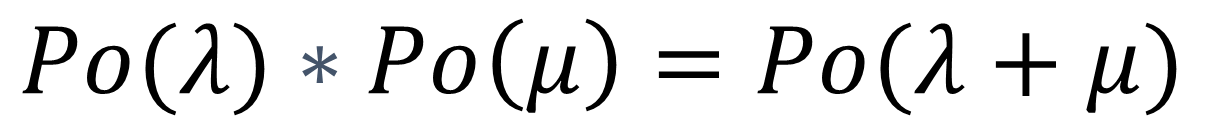 Po(λ) * Po(μ) = Po(λ + μ)